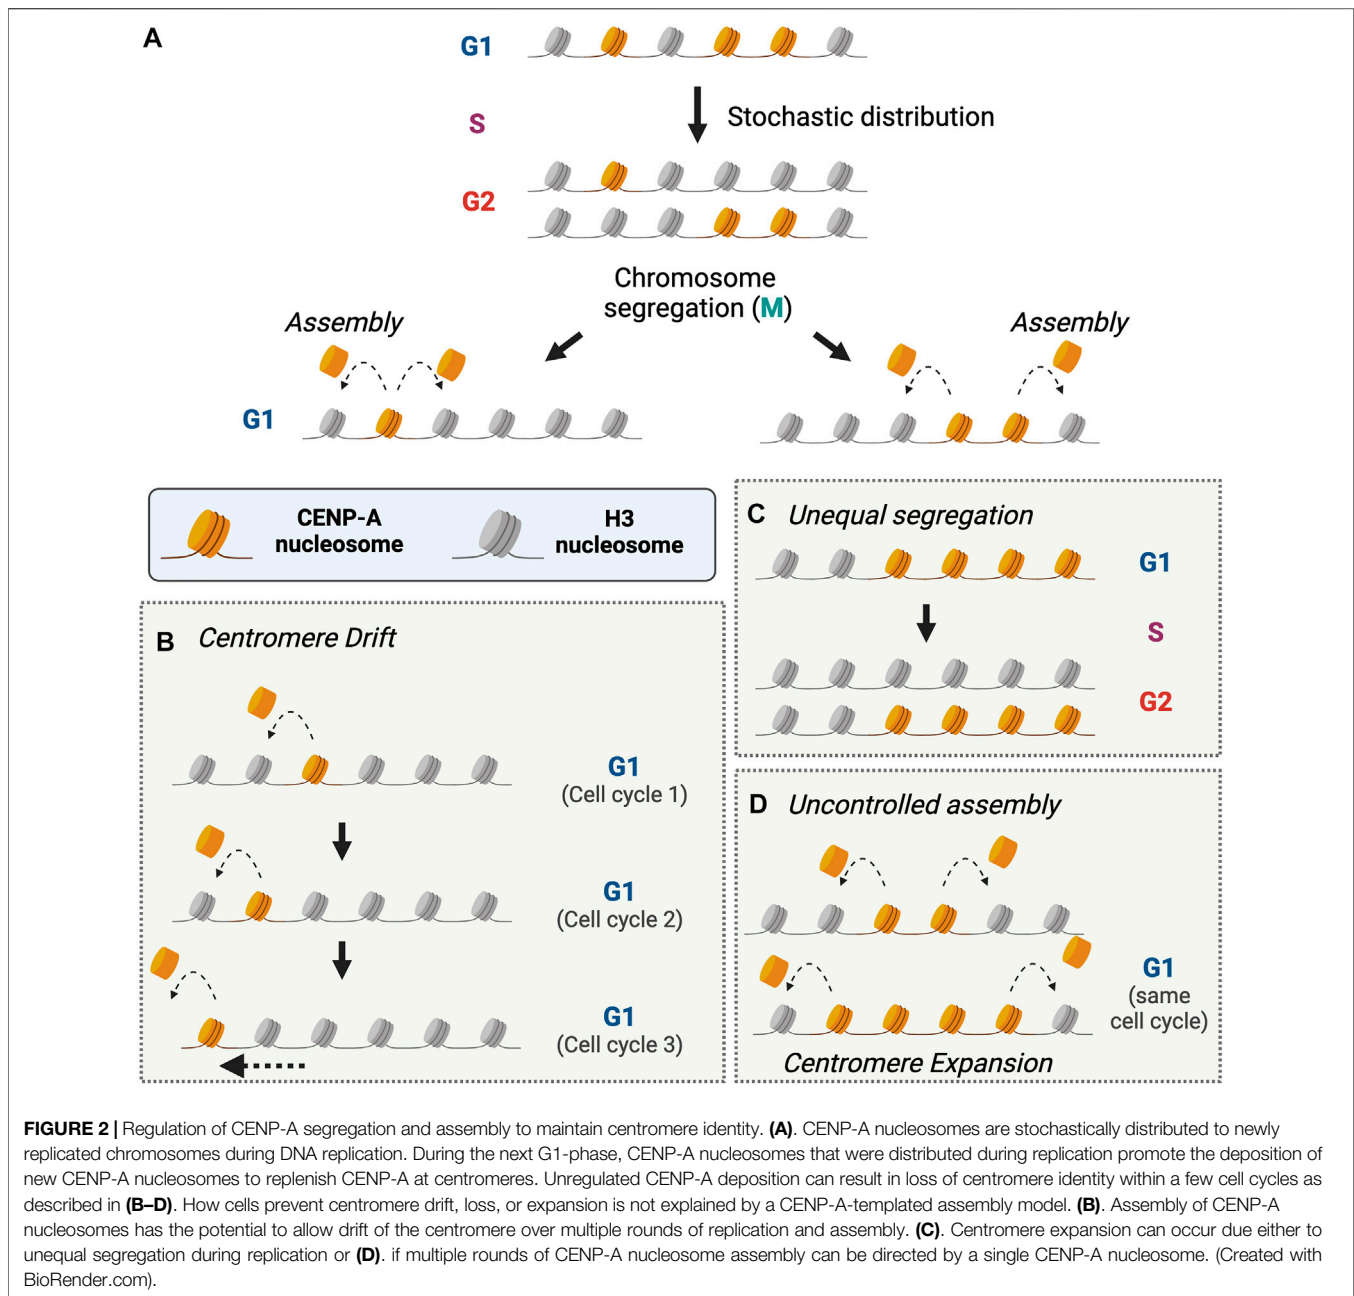 A
G1
S
Stochastic distribution
G2
Chromosome
segregation (M)
Assembly
Assembly
G1
CENP-A
nucleosome
H3
nucleosome
C Unequal segregation
G1
S
G2
B Centromere Drift
G1
(Cell cycle 1)
G1
(Cell cycle 2)
G1
(Cell cycle 3)
D Uncontrolled assembly
G1
(same
cell cycle)
Centromere Expansion
FIGURE 2 | Regulation of CENP-A segregation and assembly to maintain centromere identity. (A). CENP-A nucleosomes are stochastically distributed to newly
replicated chromosomes during DNA replication. During the next G1-phase, CENP-A nucleosomes that were distributed during replication promote the deposition of
new CENP-A nucleosomes to replenish CENP-A at centromeres. Unregulated CENP-A deposition can result in loss of centromere identity within a few cell cycles as
described in (B–D). How cells prevent centromere drift, loss, or expansion is not explained by a CENP-A-templated assembly model. (B). Assembly of CENP-A
nucleosomes has the potential to allow drift of the centromere over multiple rounds of replication and assembly. (C). Centromere expansion can occur due either to
unequal segregation during replication or (D). if multiple rounds of CENP-A nucleosome assembly can be directed by a single CENP-A nucleosome. (Created with
BioRender.com).